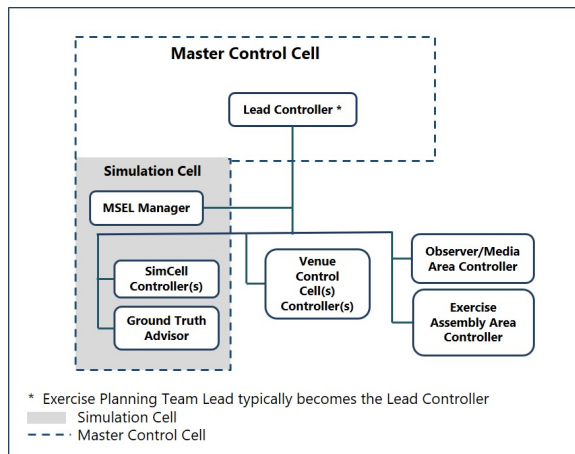 Master Control Cell
Lead Controller *
Simulation Cell
MSEL Manager
SimCell
Controller(s)
Ground Truth
Advisor
Venue
Control
Cell(s)
Controller(s)
Observer/Media
Area Controller
Exercise
Assembly Area
Controller
* Exercise Planning Team Lead typically becomes the Lead Controller
Simulation Cell
Master Control Cell